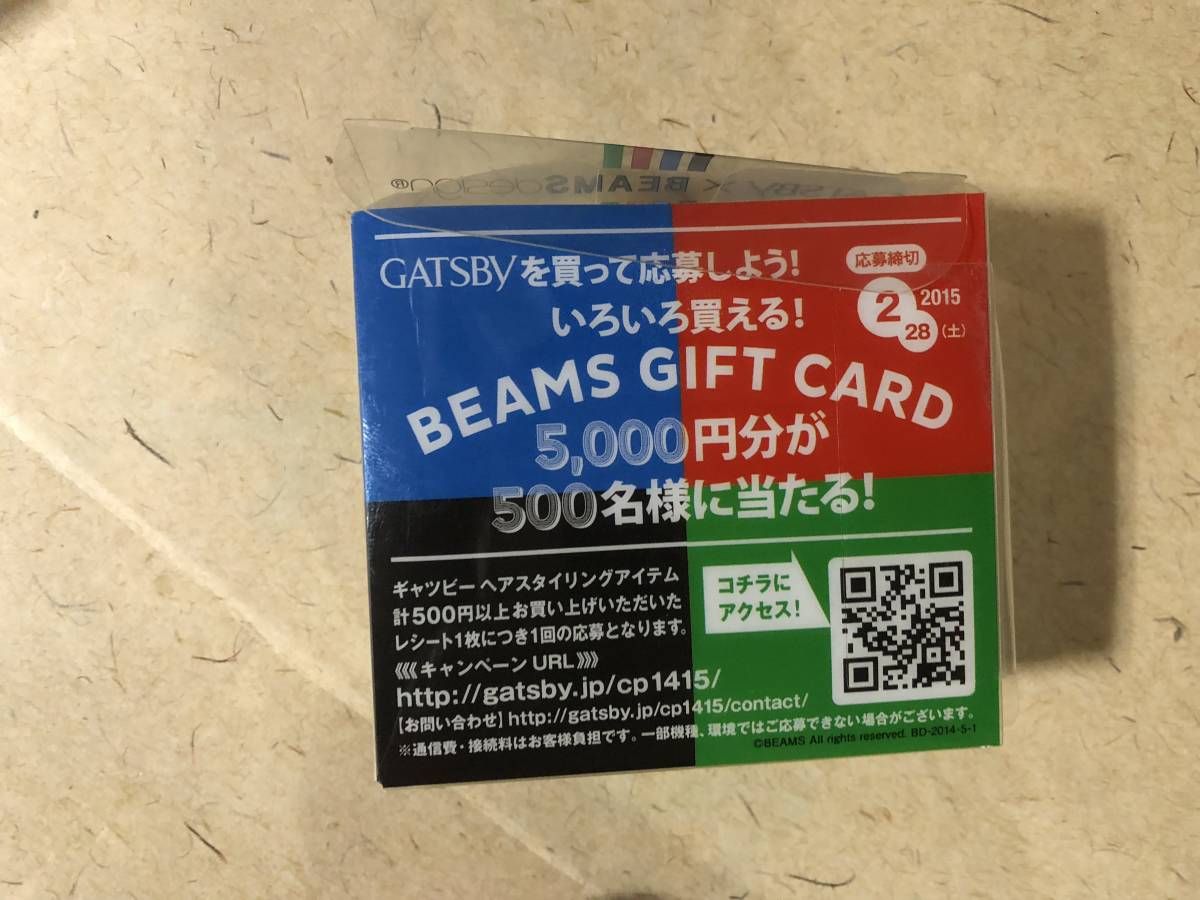 GATSBY × BEAMSdesign®
GATSBYを買って応募しよう!
いろいろ買える!
応募締切
2015
2
28(土)
BEAMS GIFT CARD
5,000円分が
500名様に当たる!
ギャツビー ヘアスタイリングアイテム
計500円以上お買い上げいただいた
レシート1枚につき1回の応募となります。
コチラに
アクセス!
《《《キャンペーン URL》》》
http://gatsby.jp/cp1415/
【お問い合わせ】http://gatsby.jp/cp1415/contact/
※通信費・接続料はお客様負担です。一部機種、環境ではご応募できない場合がございます。
©BEAMS All rights reserved. BD-2014-5-1